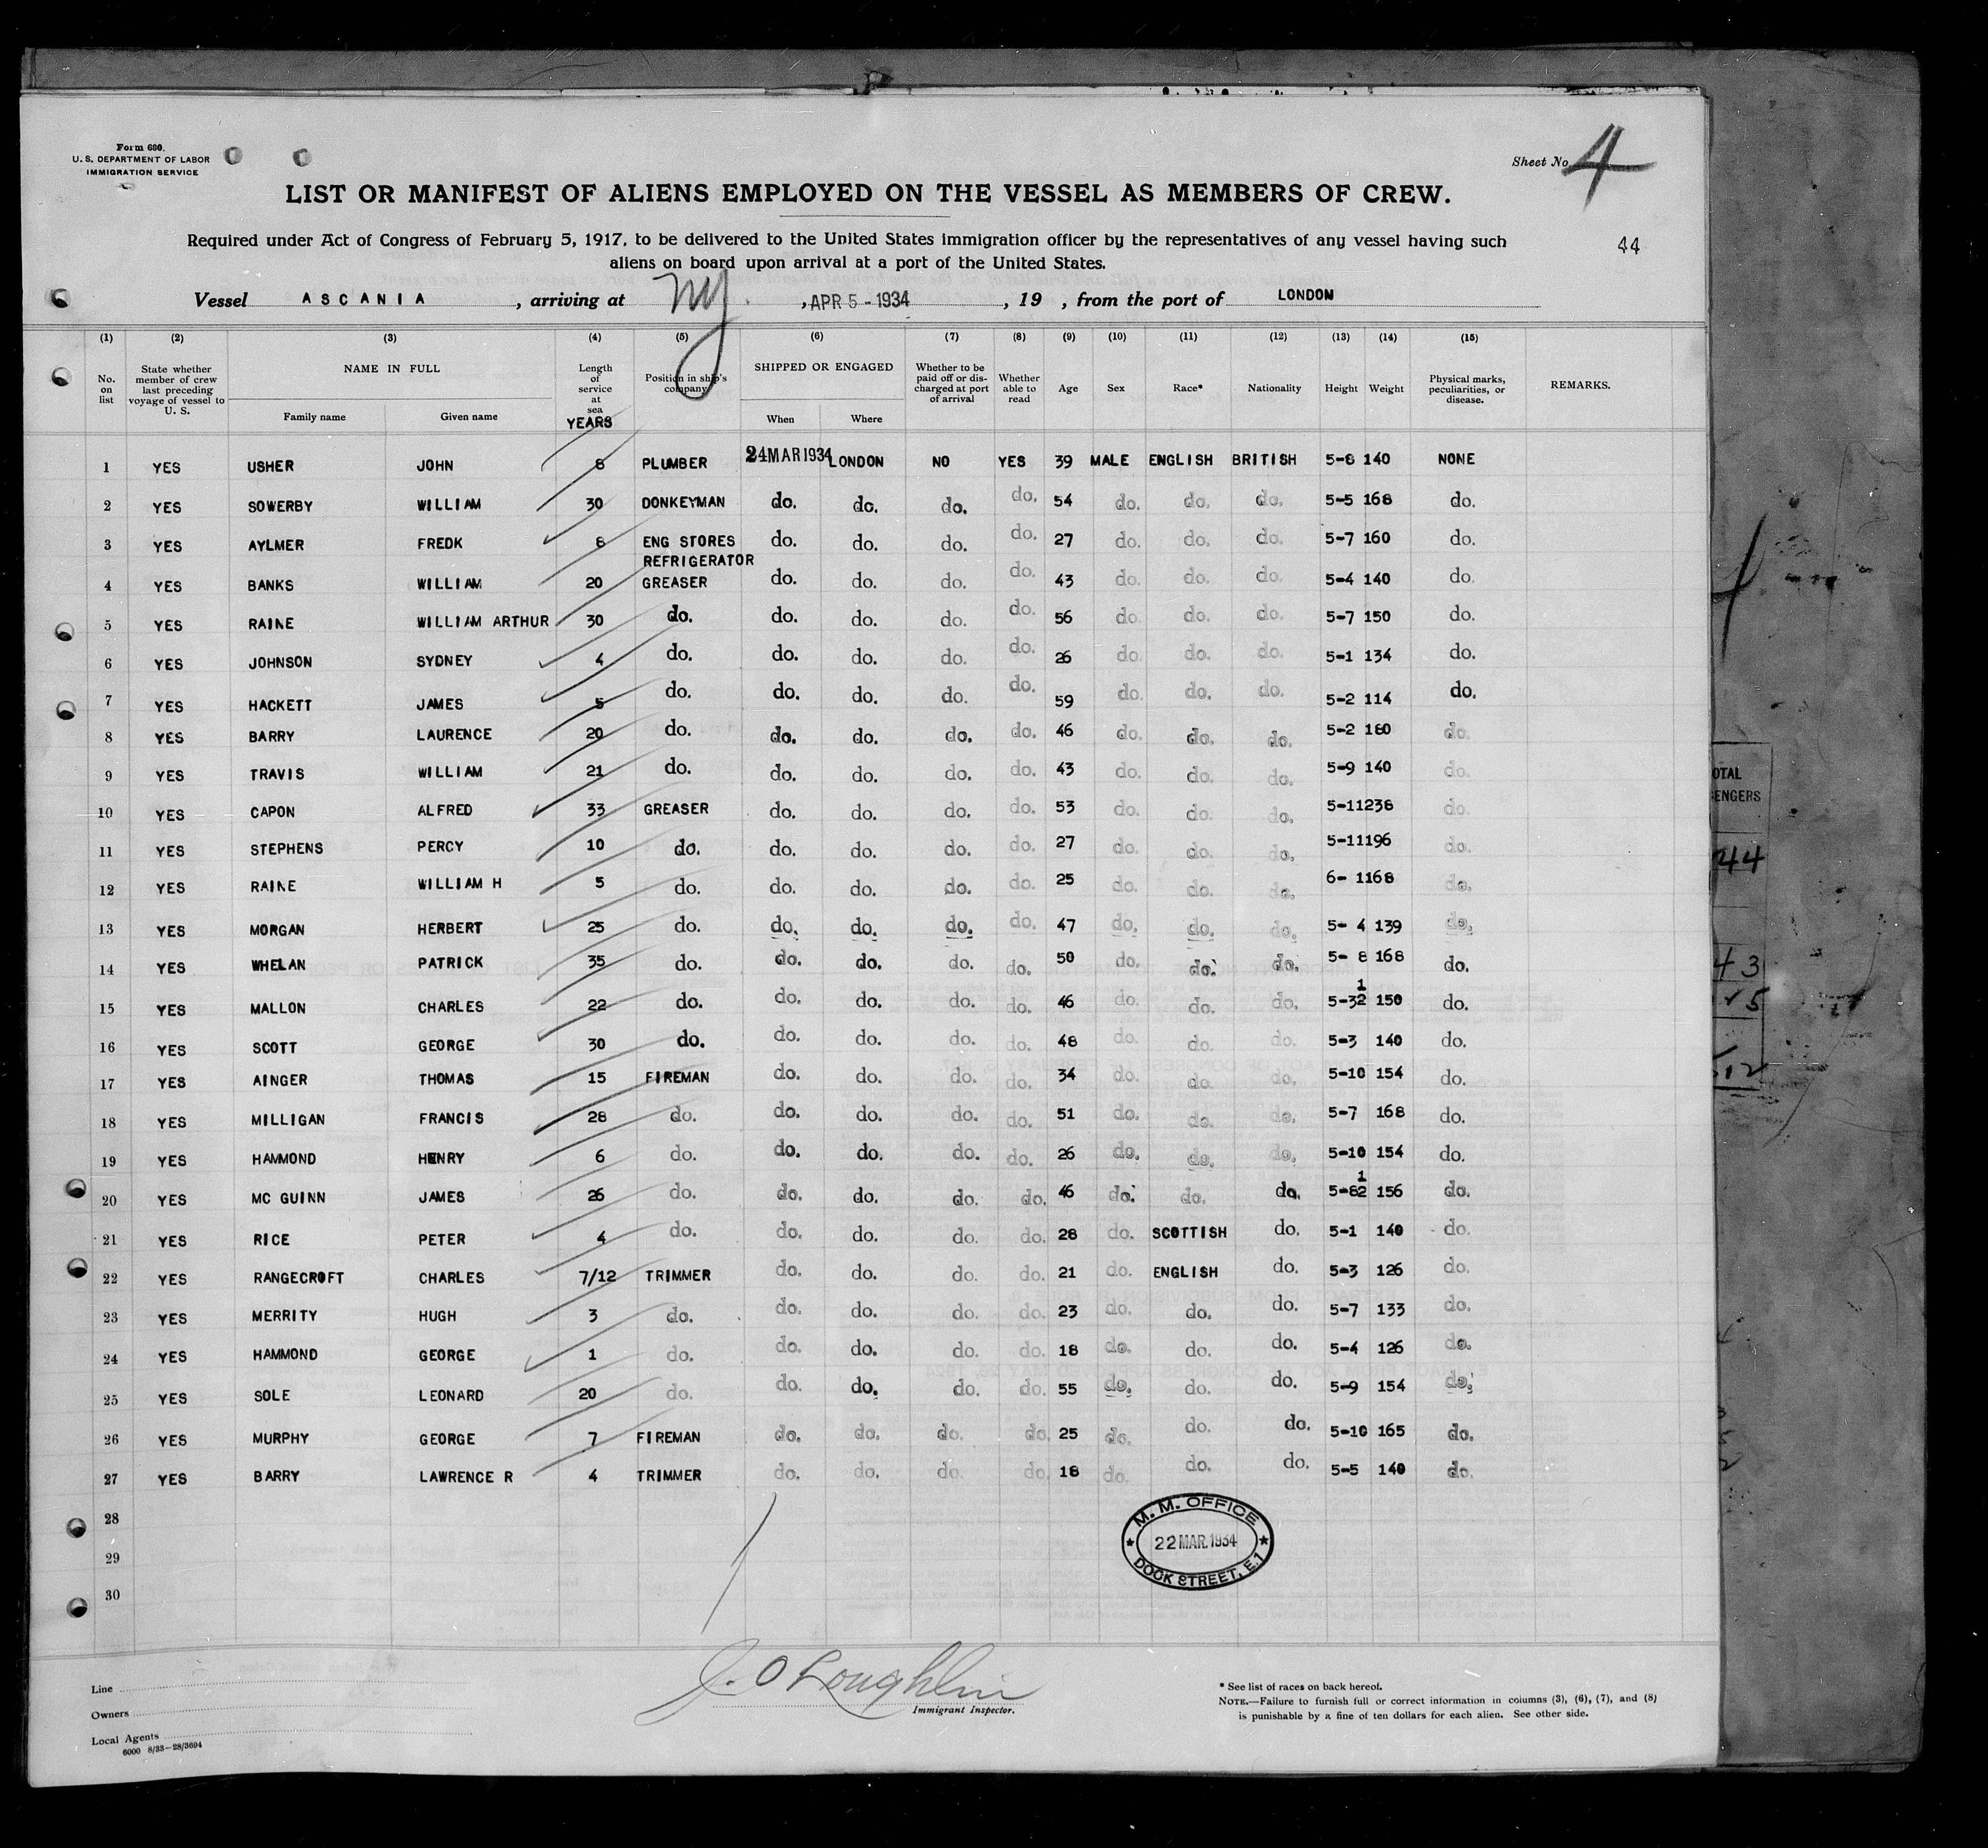 Form 680.
U. S. DEPARTMENT OF LABOR
IMMIGRATION SERVICE
Sheet No. 4
LIST OR MANIFEST OF ALIENS EMPLOYED ON THE VESSEL AS MEMBERS OF CREW.
Required under Act of Congress of February 5, 1917, to be delivered to the United States immigration officer by the representatives of any vessel having such
aliens on board upon arrival at a port of the United States.
44
Vessel ASCANIA, arriving at NY, APR 5 - 1934, 19 , from the port of LONDON
(1) (2) (3) (4) (5) (6) (7) (8) (9) (10) (11) (12) (13) (14) (15)
No. on list
State whether member of crew last preceding voyage of vessel to U. S.
NAME IN FULL
Family name
Given name
Length of service at sea
YEARS
Position in ship's company
SHIPPED OR ENGAGED
When
Where
Whether to be paid off or discharged at port of arrival
Whether able to read
Age
Sex
Race*
Nationality
Height
Weight
Physical marks, peculiarities, or disease.
REMARKS.
1 YES USHER JOHN PLUMBER 24 MAR 1934 LONDON NO YES 39 MALE ENGLISH BRITISH 140 NONE
2 YES SOWERBY WILLIAM 30 DONKEYMAN do. do. do. do. 54 do. do. do. 5-5 168 do.
3 YES AYLMER FREDK ENG STORES do. do. do. do. 27 do. do. do. 5-7 160 do.
4 YES BANKS WILLIAM 20 REFRIGERATOR GREASER do. do. do. do. 43 do. do. do. 5-4 140 do.
5 YES RAINE WILLIAM ARTHUR 30 do. do. do. do. do. 56 do. do. do. 5-7 150 do.
6 YES JOHNSON SYDNEY 4 do. do. do. do. do. 26 do. do. do. 5-1 134 do.
7 YES HACKETT JAMES 5 do. do. do. do. do. 59 do. do. do. 5-2 114 do.
8 YES BARRY LAURENCE 20 do. do. do. do. do. 46 do. do. do. 5-2 do.
9 YES TRAVIS WILLIAM 21 do. do. do. do. do. 43 do. do. do. 5-9 140 do.
10 YES CAPON ALFRED 33 GREASER do. do. do. do. 53 do. do. do. 5-11 do.
11 YES STEPHENS PERCY 10 do. do. do. do. do. 27 do. do. do. 5-11 196 do.
12 YES RAINE WILLIAM H 5 do. do. do. do. do. 25 do. do. do. 6- 1168 do.
13 YES MORGAN HERBERT 25 do. do. do. do. do. 47 do. do. do. 5- 4 139 do.
14 YES WHELAN PATRICK 35 do. do. do. do. do. 50 do. do. do. 5- 8 168 do.
15 YES MALLON CHARLES 22 do. do. do. do. do. 46 do. do. do. 5-3½ 150 do.
16 YES SCOTT GEORGE 30 do. do. do. do. do. 48 do. do. do. 5-3 140 do.
17 YES AINGER THOMAS 15 FIREMAN do. do. do. do. 34 do. do. do. 5-10 154 do.
18 YES MILLIGAN FRANCIS 28 do. do. do. do. do. 51 do. do. do. 5-7 168 do.
19 YES HAMMOND HENRY 6 do. do. do. do. do. 26 do. do. do. 5-10 154 do.
20 YES MC GUINN JAMES 26 do. do. do. do. do. 46 do. do. do. 156 do.
21 YES RICE PETER 4 do. do. do. do. do. 28 do. SCOTTISH do. 5-1 140 do.
22 YES RANGECROFT CHARLES 7/12 TRIMMER do. do. do. do. 21 do. ENGLISH do. 5-3 126 do.
23 YES MERRITY HUGH 3 do. do. do. do. do. 23 do. do. do. 5-7 133 do.
24 YES HAMMOND GEORGE 1 do. do. do. do. do. 18 do. do. do. 5-4 126 do.
25 YES SOLE LEONARD 20 do. do. do. do. do. 55 do. do. do. 5-9 154 do.
26 YES MURPHY GEORGE 7 FIREMAN do. do. do. do. 25 do. do. do. 5-10 165 do.
27 YES BARRY LAWRENCE R 4 TRIMMER do. do. do. do. 18 do. do. do. 5-5 140 do.
28
29
30
M. M. OFFICE
22 MAR. 1934
DOCK STREET, E.1
J. O'Loughlin
Immigrant Inspector.
Line
Owners
Local Agents
6000 8/33-28/3694
* See list of races on back hereof.
NOTE.—Failure to furnish full or correct information in columns (3), (6), (7), and (8)
is punishable by a fine of ten dollars for each alien. See other side.
OTAL
ENGERS
44
43